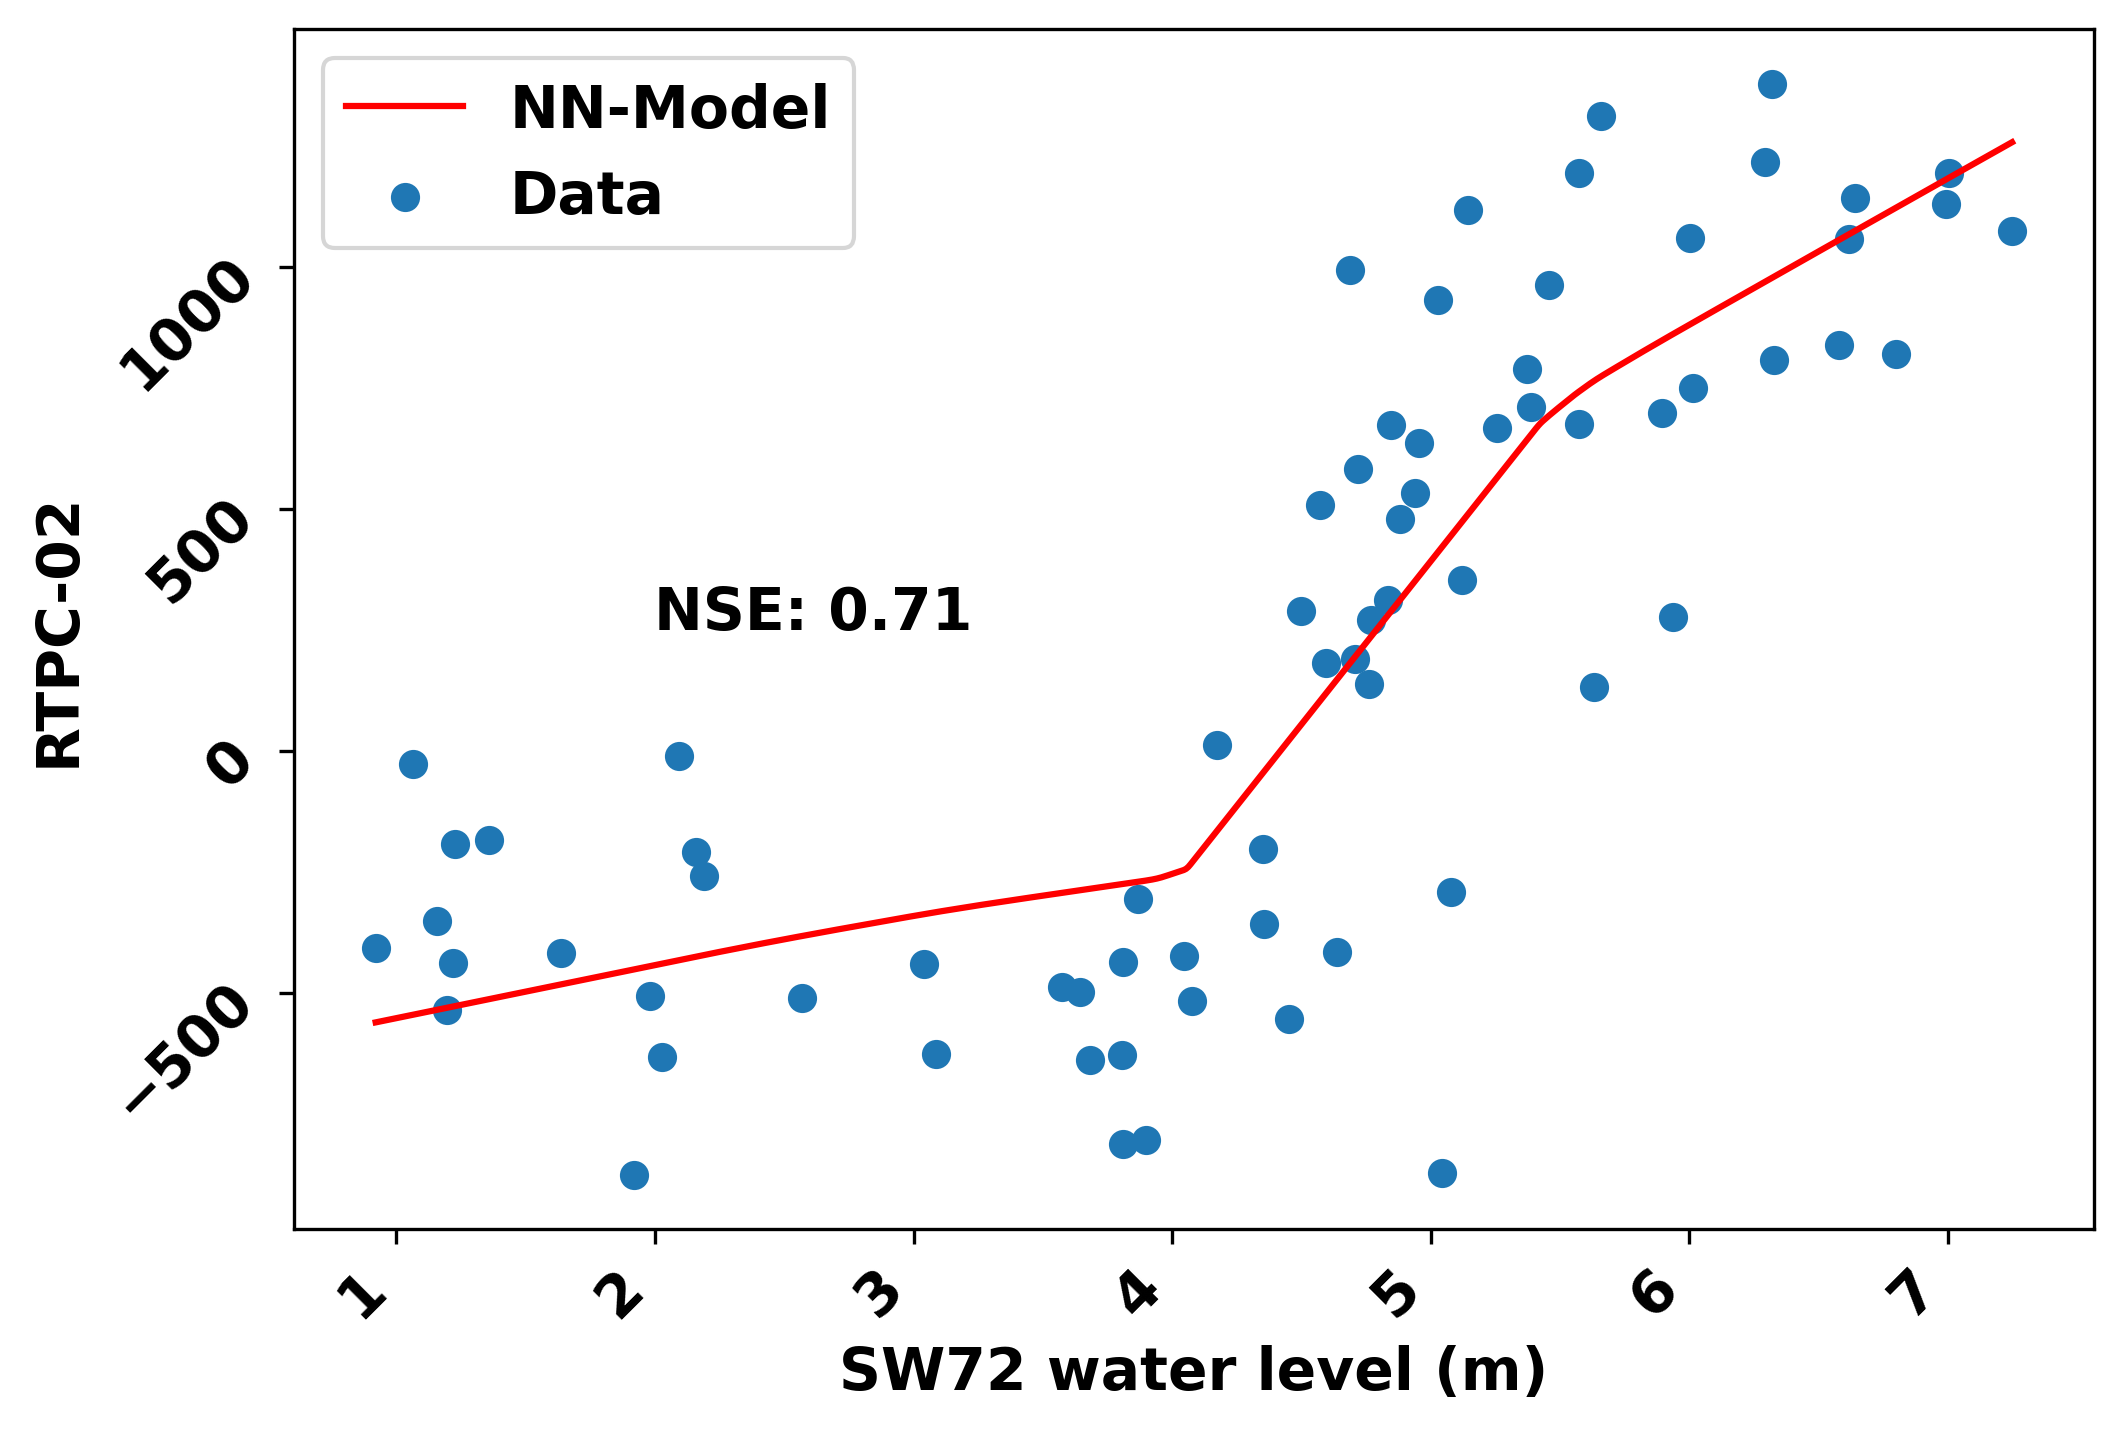 NN-Model
Data
NSE: 0.71
RTPC-02
1000
500
0
−500
1 2 3 4 5 6 7
SW72 water level (m)